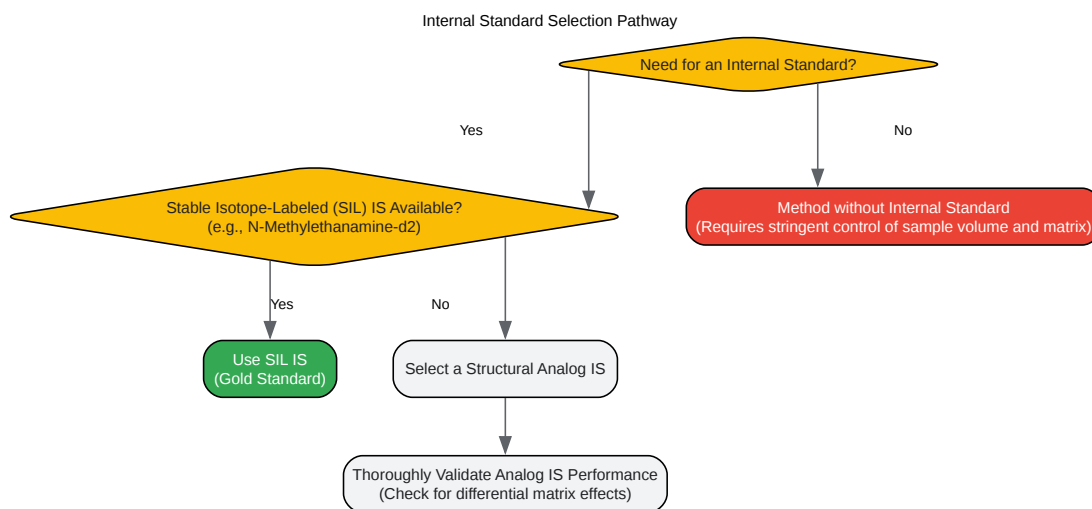 Internal Standard Selection Pathway
Need for an Internal Standard?
Yes
No
Stable Isotope-Labeled (SIL) IS Available?
(e.g., N-Methylethanamine-d2)
Method without Internal Standard
(Requires stringent control of sample volume and matrix)
Yes
No
Use SIL IS
(Gold Standard)
Select a Structural Analog IS
Thoroughly Validate Analog IS Performance
(Check for differential matrix effects)